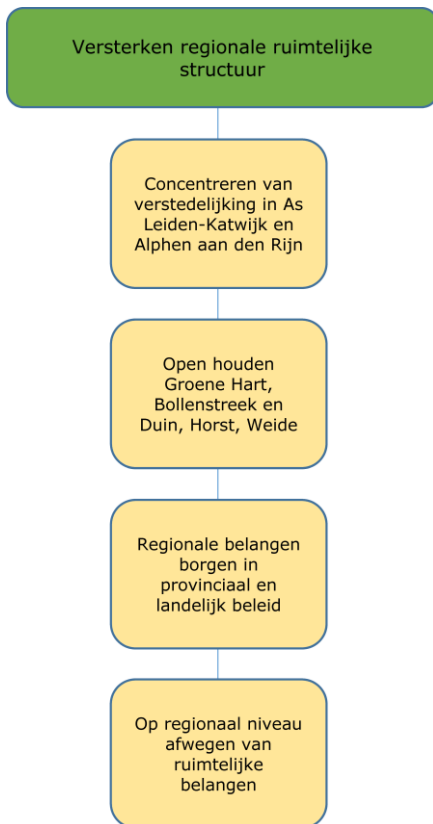 Versterken regionale ruimtelijke
structuur
Concentreren van
verstedelijking in As
Leiden-Katwijk en
Alphen aan den Rijn
Open houden
Groene Hart,
Bollenstreek en
Duin, Horst, Weide
Regionale belangen
borgen in
provinciaal en
landelijk beleid
Op regionaal niveau
afwegen van
ruimtelijke
belangen